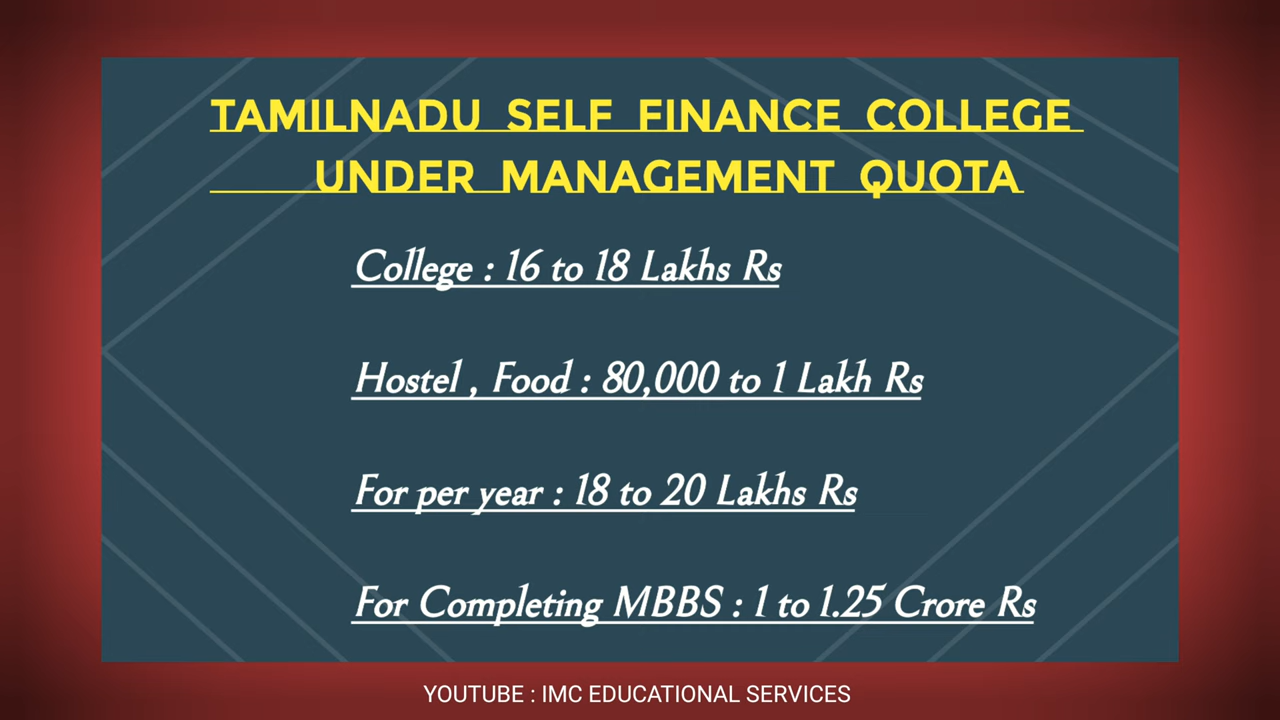 TAMILNADU SELF FINANCE COLLEGE
UNDER MANAGEMENT QUOTA
College : 16 to 18 Lakhs Rs
Hostel , Food : 80,000 to 1 Lakh Rs
For per year : 18 to 20 Lakhs Rs
For Completing MBBS : 1 to 1.25 Crore Rs
YOUTUBE : IMC EDUCATIONAL SERVICES